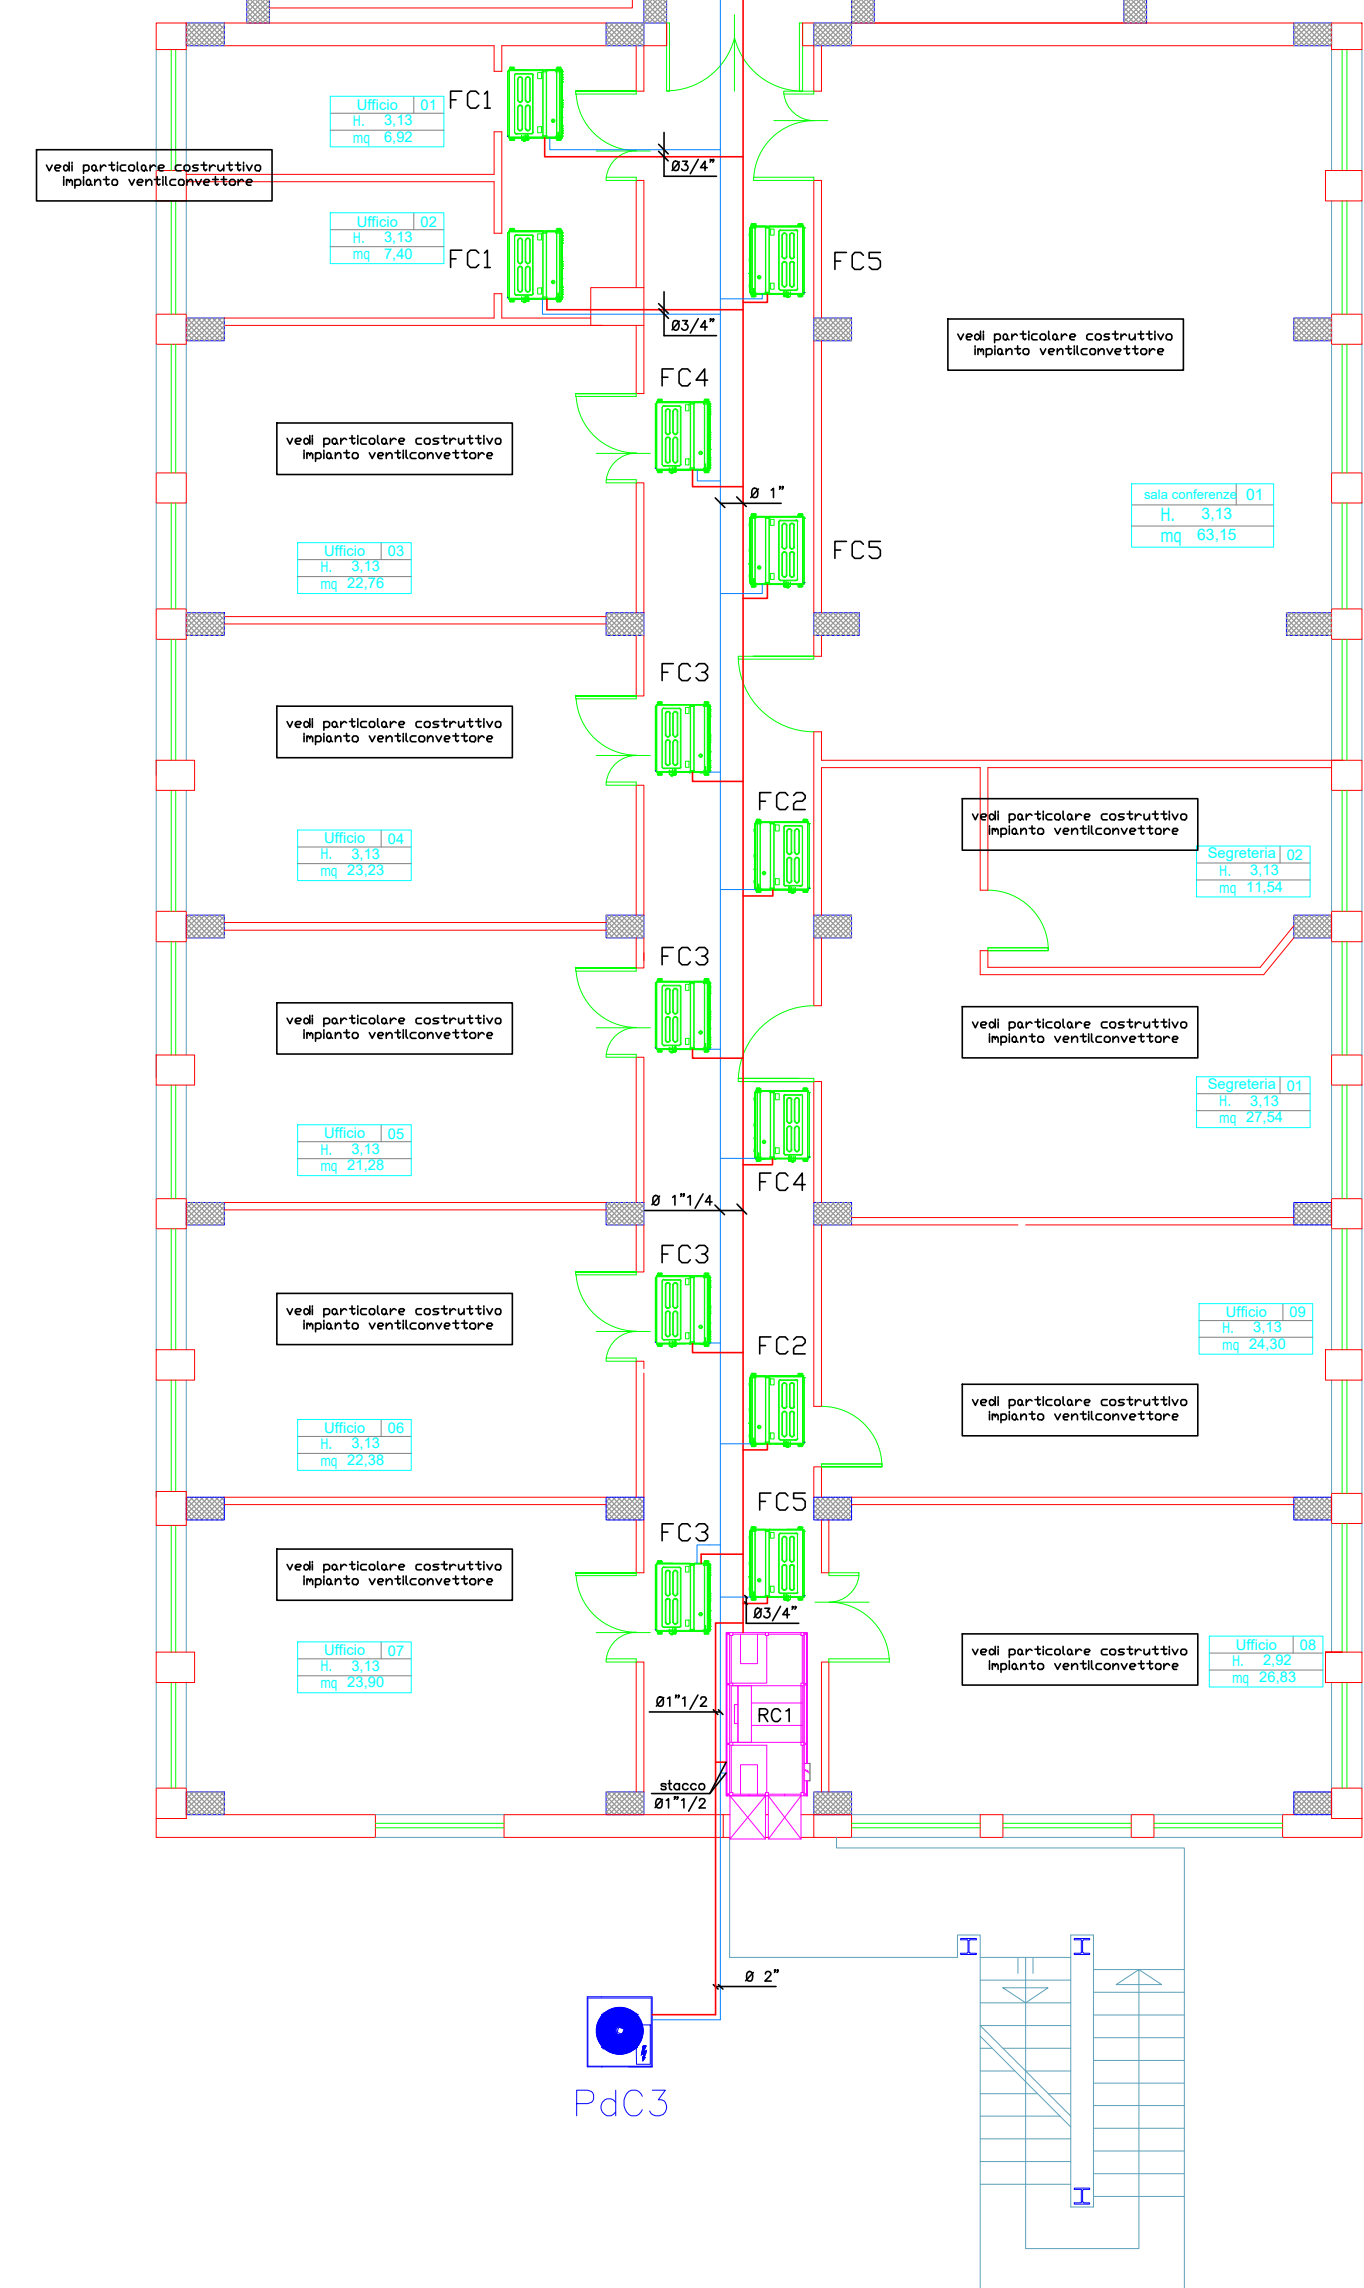 Ufficio 01
H. 3,13
mq 6,92
FC1
vedi particolare costruttivo
impianto ventilconvettore
Ø3/4"
Ufficio 02
H. 3,13
mq 7,40
FC1
FC5
Ø3/4"
vedi particolare costruttivo
impianto ventilconvettore
FC4
vedi particolare costruttivo
impianto ventilconvettore
Ø 1"
sala conferenze 01
H. 3,13
mq 63,15
Ufficio 03
H. 3,13
mq 22,76
FC5
FC3
vedi particolare costruttivo
impianto ventilconvettore
FC2
vedi particolare costruttivo
impianto ventilconvettore
Ufficio 04
H. 3,13
mq 23,23
Segreteria 02
H. 3,13
mq 11,54
FC3
vedi particolare costruttivo
impianto ventilconvettore
vedi particolare costruttivo
impianto ventilconvettore
Segreteria 01
H. 3,13
mq 27,54
Ufficio 05
H. 3,13
mq 21,28
FC4
Ø 1"1/4
FC3
vedi particolare costruttivo
impianto ventilconvettore
Ufficio 09
H. 3,13
mq 24,30
FC2
vedi particolare costruttivo
impianto ventilconvettore
Ufficio 06
H. 3,13
mq 22,38
FC5
FC3
vedi particolare costruttivo
impianto ventilconvettore
Ø3/4"
Ufficio 07
H. 3,13
mq 23,90
vedi particolare costruttivo
impianto ventilconvettore
Ufficio 08
H. 2,92
mq 26,83
Ø1"1/2
RC1
stacco
Ø1"1/2
Ø 2"
PdC3